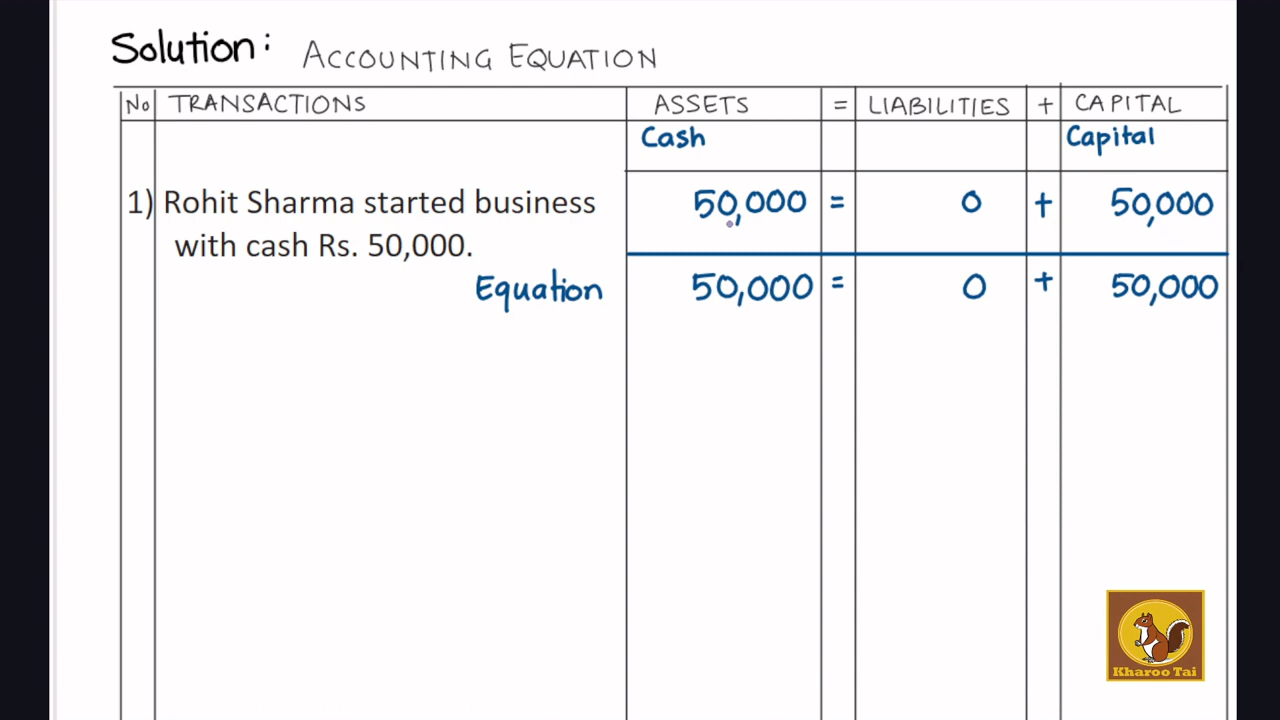 Solution: ACCOUNTING EQUATION
No TRANSACTIONS ASSETS = LIABILITIES + CAPITAL
Cash Capital
1) Rohit Sharma started business 50,000 = 0 + 50,000
with cash Rs. 50,000.
Equation 50,000 = 0 + 50,000
Kharoo Tai